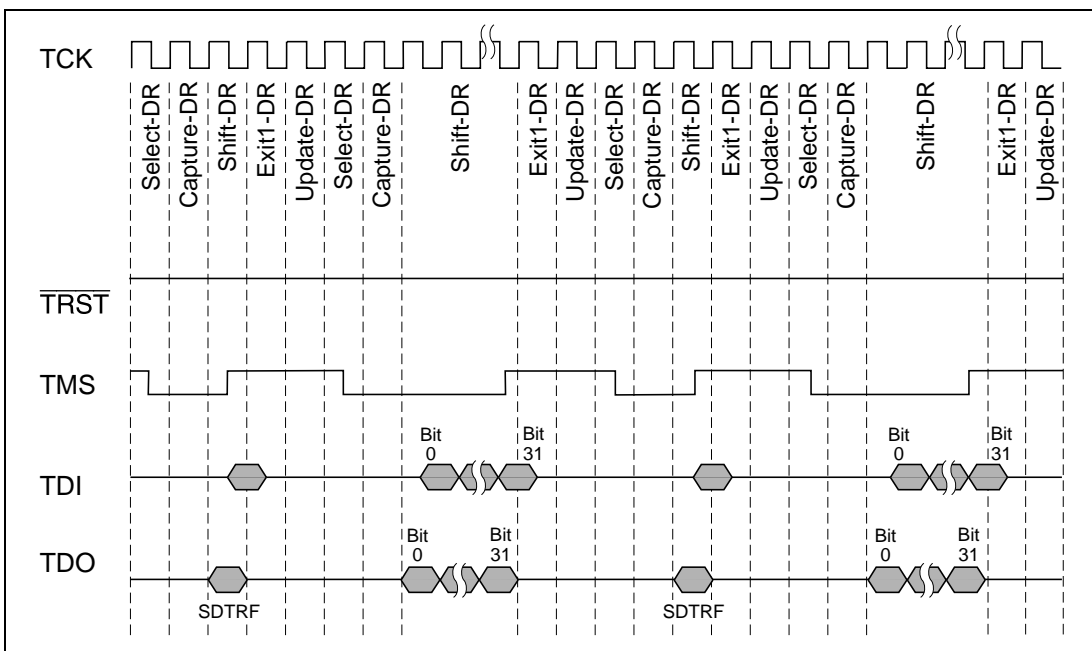 TCK
Select-DR
Capture-DR
Shift-DR
Exit1-DR
Update-DR
Select-DR
Capture-DR
Shift-DR
Exit1-DR
Update-DR
Select-DR
Capture-DR
Shift-DR
Exit1-DR
Update-DR
Select-DR
Capture-DR
Shift-DR
Exit1-DR
Update-DR
TRST
TMS
TDI
Bit
0
Bit
31
Bit
0
Bit
31
TDO
SDTRF
Bit
0
Bit
31
SDTRF
Bit
0
Bit
31